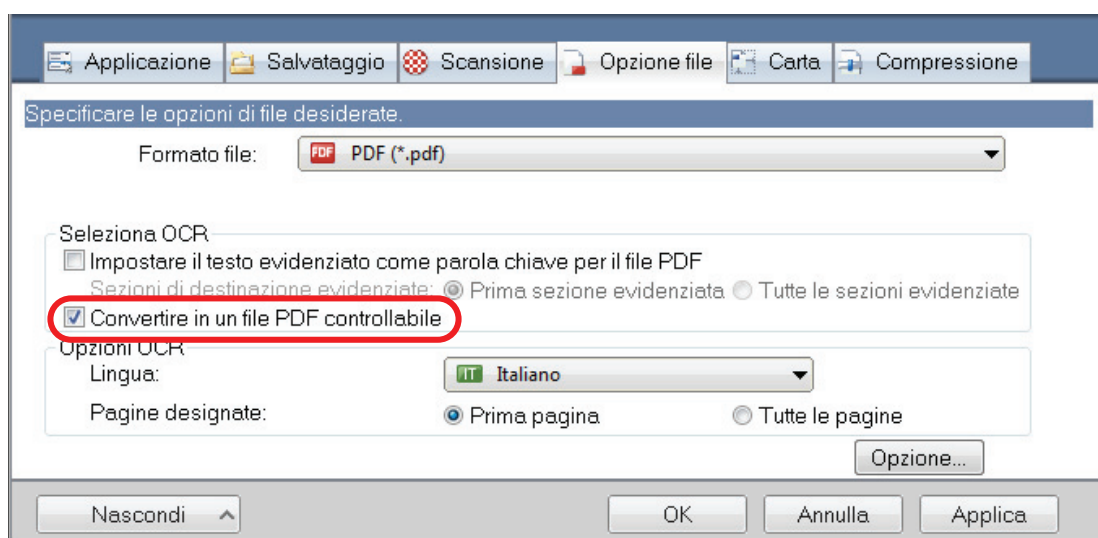 Applicazione Salvataggio Scansione Opzione file Carta Compressione
Specificare le opzioni di file desiderate.
Formato file: PDF PDF (*.pdf)
Seleziona OCR
Impostare il testo evidenziato come parola chiave per il file PDF
Sezioni di destinazione evidenziate: Prima sezione evidenziata Tutte le sezioni evidenziate
Convertire in un file PDF controllabile
Opzioni OCR
Lingua: IT Italiano
Pagine designate: Prima pagina Tutte le pagine
Opzione...
Nascondi OK Annulla Applica